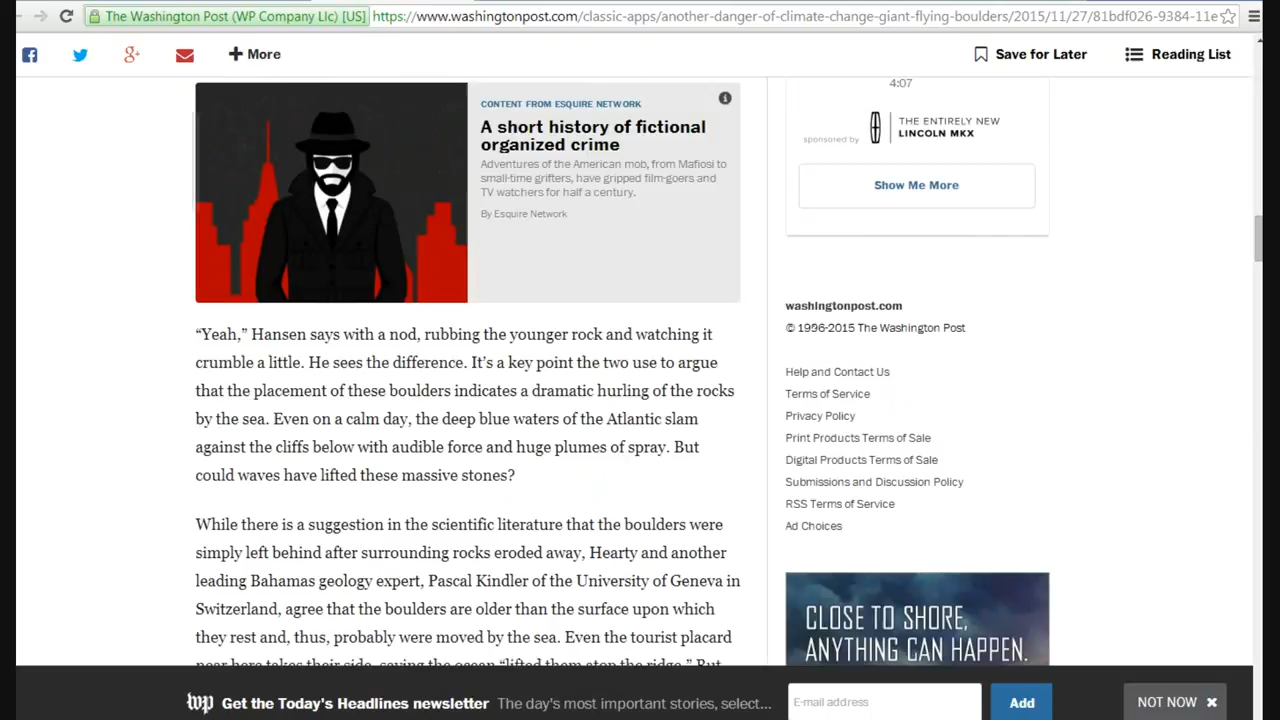 The Washington Post (WP Company Llc) [US] https://www.washingtonpost.com/classic-apps/another-danger-of-climate-change-giant-flying-boulders/2015/11/27/81bdf026-9384-11e
More
Save for Later
Reading List
CONTENT FROM ESQUIRE NETWORK
A short history of fictional
organized crime
Adventures of the American mob, from Mafiosi to
small-time grifters, have gripped film-goers and
TV watchers for half a century.
By Esquire Network
“Yeah,” Hansen says with a nod, rubbing the younger rock and watching it
crumble a little. He sees the difference. It’s a key point the two use to argue
that the placement of these boulders indicates a dramatic hurling of the rocks
by the sea. Even on a calm day, the deep blue waters of the Atlantic slam
against the cliffs below with audible force and huge plumes of spray. But
could waves have lifted these massive stones?
While there is a suggestion in the scientific literature that the boulders were
simply left behind after surrounding rocks eroded away, Hearty and another
leading Bahamas geology expert, Pascal Kindler of the University of Geneva in
Switzerland, agree that the boulders are older than the surface upon which
they rest and, thus, probably were moved by the sea. Even the tourist placard
near here takes their side, saying the ocean “lifted them atop the ridge.” But
4:07
sponsored by
THE ENTIRELY NEW
LINCOLN MKX
Show Me More
washingtonpost.com
© 1996-2015 The Washington Post
Help and Contact Us
Terms of Service
Privacy Policy
Print Products Terms of Sale
Digital Products Terms of Sale
Submissions and Discussion Policy
RSS Terms of Service
Ad Choices
CLOSE TO SHORE,
ANYTHING CAN HAPPEN.
wp Get the Today's Headlines newsletter The day's most important stories, select...
E-mail address
Add
NOT NOW